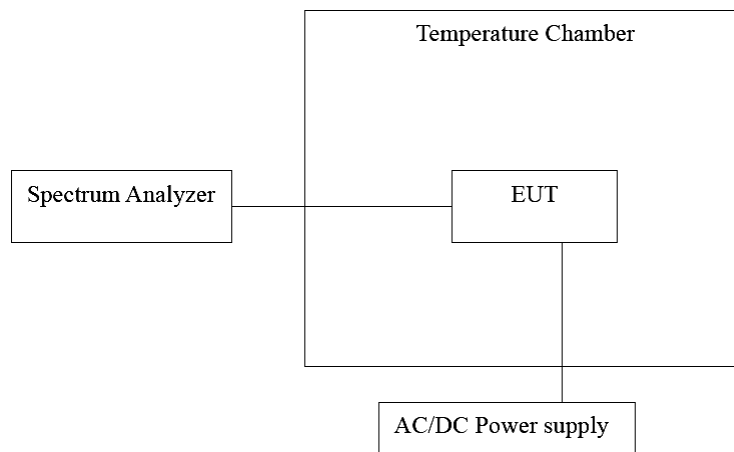 Temperature Chamber
Spectrum Analyzer
EUT
AC/DC Power supply